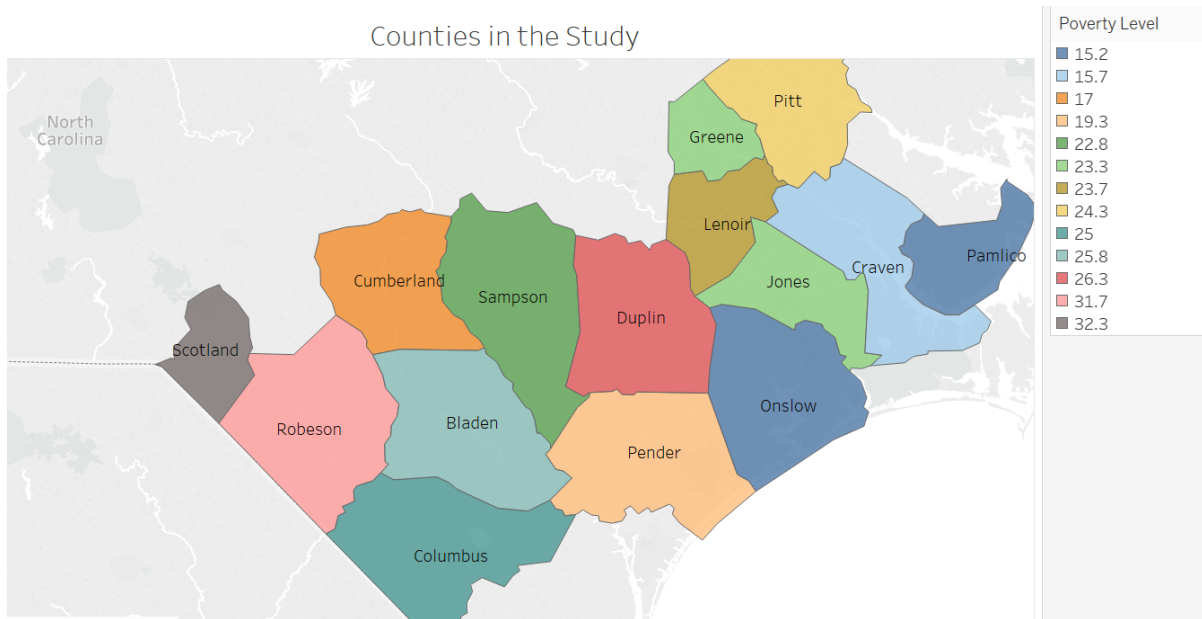 Counties in the Study
North
Carolina
Pitt
Greene
Lenoir
Pamlico
Craven
Jones
Cumberland
Sampson
Duplin
Scotland
Onslow
Bladen
Robeson
Pender
Columbus
Poverty Level
15.2
15.7
17
19.3
22.8
23.3
23.7
24.3
25
25.8
26.3
31.7
32.3